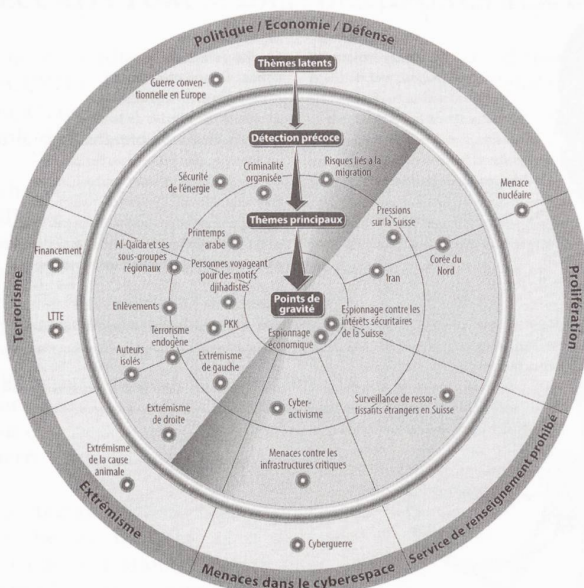 Politique / Economie / Défense
Thèmes latents
Guerre conven-
tionnelle en Europe
Détection précoce
Risques liés à la
migration
Criminalité
organisée
Sécurité
de l'énergie
Menace
nucléaire
Thèmes principaux
Pressions
sur la Suisse
Printemps
arabe
Corée du
Nord
Financement
Al-Qaïda et ses
sous-groupes
régionaux
Personnes voyageant
pour des motifs
djihadistes
Iran
Terrorisme
Prolifération
Points de
gravité
Enlèvements
Espionnage contre les
intérêts sécuritaires
de la Suisse
LTTE
PKK
Espionnage
économique
Terrorisme
endogène
Auteurs
isolés
Extrémisme
de gauche
Surveillance de ressor-
tissants étrangers en Suisse
Cyber-
activisme
Extrémisme
de droite
Extrémisme
de la cause
animale
Menaces contre les
infrastructures critiques
Cyberguerre
Extrémisme
Menaces dans le cyberespace
Service de renseignement prohibé